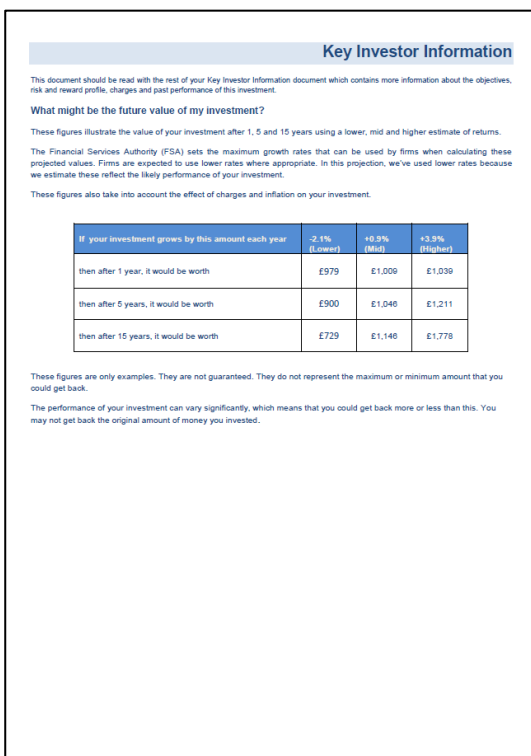 Key Investor Information
This document should be read with the rest of your Key Investor Information document which contains more information about the objectives,
risk and reward profile, charges and past performance of this investment.
What might be the future value of my investment?
These figures illustrate the value of your investment after 1, 5 and 15 years using a lower, mid and higher estimate of returns.
The Financial Services Authority (FSA) sets the maximum growth rates that can be used by firms when calculating these
projected values. Firms are expected to use lower rates where appropriate. In this projection, we've used lower rates because
we estimate these reflect the likely performance of your investment.
These figures also take into account the effect of charges and inflation on your investment.
If your investment grows by this amount each year -2.1% +0.9% +3.9%
(Lower) (Mid) (Higher)
then after 1 year, it would be worth £979 £1,009 £1,039
then after 5 years, it would be worth £900 £1,046 £1,211
then after 15 years, it would be worth £729 £1,146 £1,778
These figures are only examples. They are not guaranteed. They do not represent the maximum or minimum amount that you
could get back.
The performance of your investment can vary significantly, which means that you could get back more or less than this. You
may not get back the original amount of money you invested.